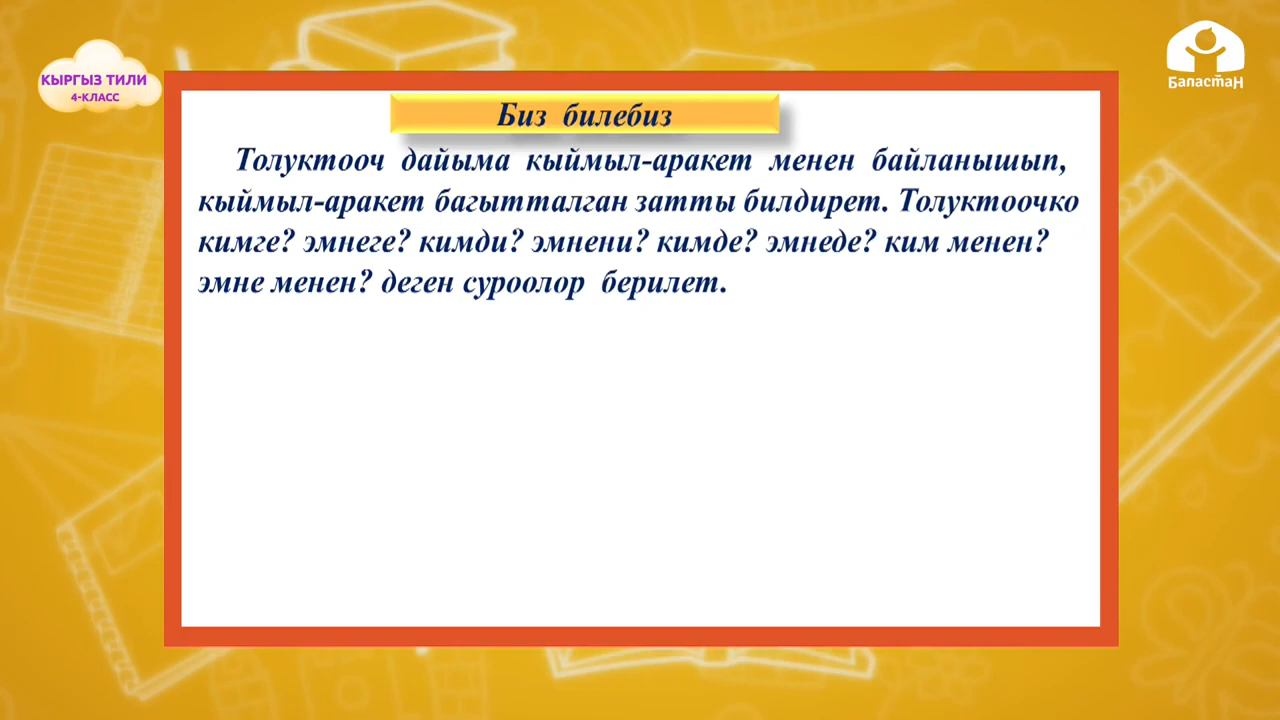 КЫРГЫЗ ТИЛИ
4-КЛАСС
Баластан
Биз билебиз
Толуктооч дайыма кыймыл-аракет менен байланышып,
кыймыл-аракет багытталган затты билдирет. Толуктоочко
кимге? эмнеге? кимди? эмнени? кимде? эмнеде? ким менен?
эмне менен? деген суроолор берилет.